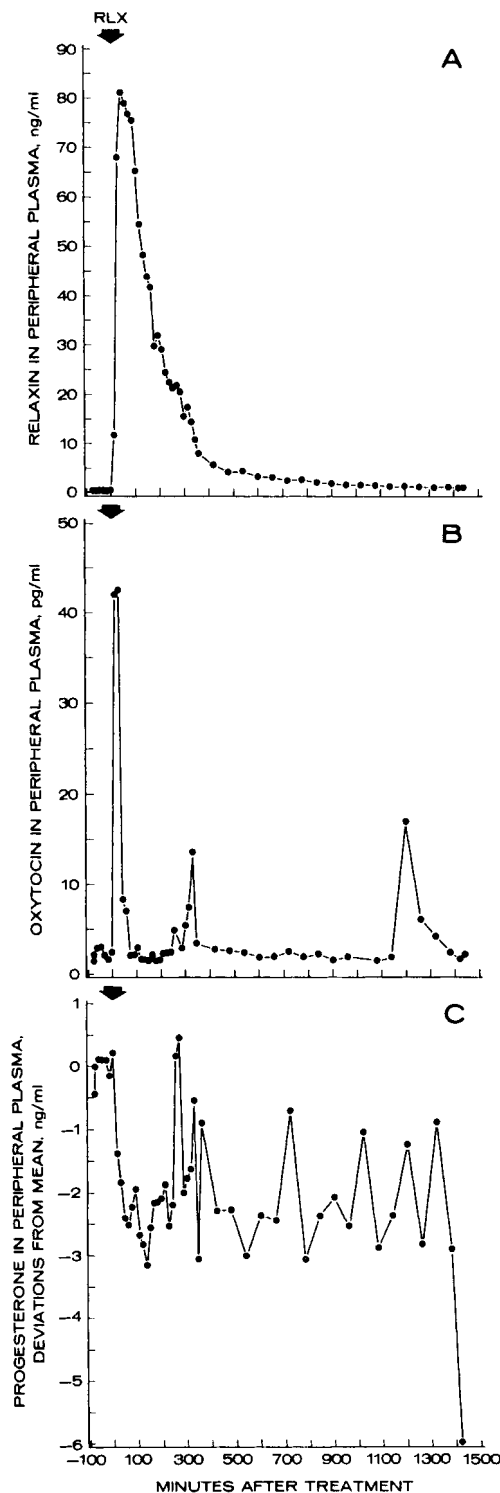 RLX
A
RELAXIN IN PERIPHERAL PLASMA, ng/ml
90
80
70
60
50
40
30
20
10
0
B
OXYTOCIN IN PERIPHERAL PLASMA, pg/ml
50
40
30
20
10
0
C
PROGESTERONE IN PERIPHERAL PLASMA,
DEVIATIONS FROM MEAN. ng/ml
1
0
-1
-2
-3
-4
-5
-6
-100 100 300 500 700 900 1100 1300 1500
MINUTES AFTER TREATMENT